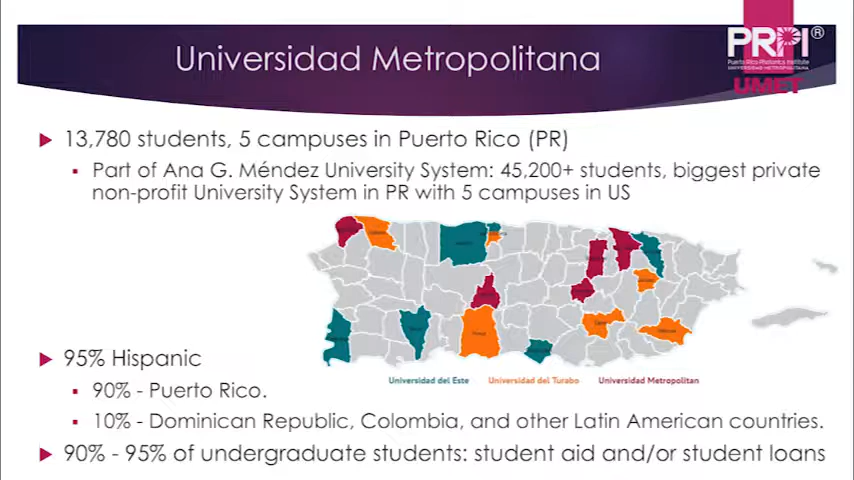 Universidad Metropolitana
PRPI®
Puerto Rico Photonics Institute
UNIVERSIDAD METROPOLITANA
UMET
13,780 students, 5 campuses in Puerto Rico (PR)
Part of Ana G. Méndez University System: 45,200+ students, biggest private
non-profit University System in PR with 5 campuses in US
Universidad del Este Universidad del Turabo Universidad Metropolitan
95% Hispanic
90% - Puerto Rico.
10% - Dominican Republic, Colombia, and other Latin American countries.
90% - 95% of undergraduate students: student aid and/or student loans